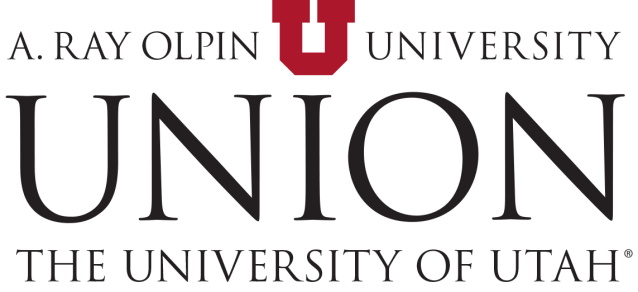 A. RAY OLPIN U UNIVERSITY
UNION
THE UNIVERSITY OF UTAH®